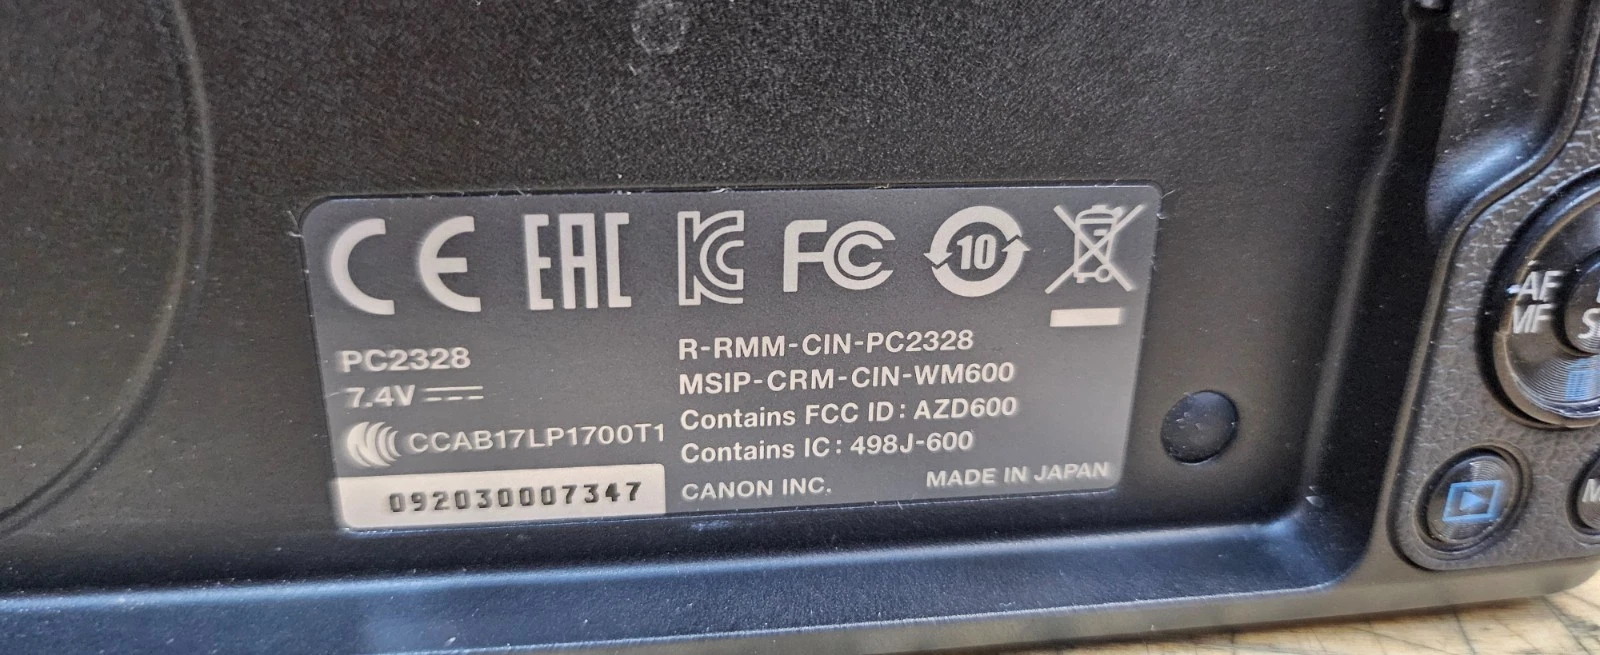 CE EAC KC FC 10
PC2328
7.4V
CCAB17LP1700T1
092030007347
R-RMM-CIN-PC2328
MSIP-CRM-CIN-WM600
Contains FCC ID: AZD600
Contains IC: 498J-600
CANON INC. MADE IN JAPAN
AF
MF